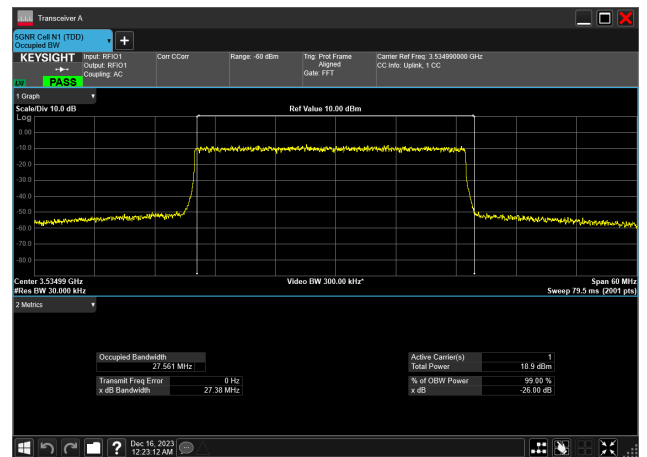 Transceiver A
5GNR Cell N1 (TDD)
Occupied BW
KEYSIGHT
PASS
Input: RFIO1
Output: RFIO1
Coupling: AC
Corr CCorr
Range: -60 dBm
Trig: Prot Frame
Aligned
Gate: FFT
Carrier Ref Freq: 3.534990000 GHz
CC Info: Uplink, 1 CC
1 Graph
Scale/Div 10.0 dB
Ref Value 10.00 dBm
Log
0.00
-10.0
-20.0
-30.0
-40.0
-50.0
-60.0
-70.0
-80.0
Center 3.53499 GHz
Video BW 300.00 kHz*
Span 60 MHz
#Res BW 30.000 kHz
Sweep 79.5 ms (2001 pts)
2 Metrics
Occupied Bandwidth
27.561 MHz
Transmit Freq Error 0 Hz
x dB Bandwidth 27.38 MHz
Active Carrier(s) 1
Total Power 18.9 dBm
% of OBW Power 99.00 %
x dB -26.00 dB
?
Dec 16, 2023
12:23:12 AM